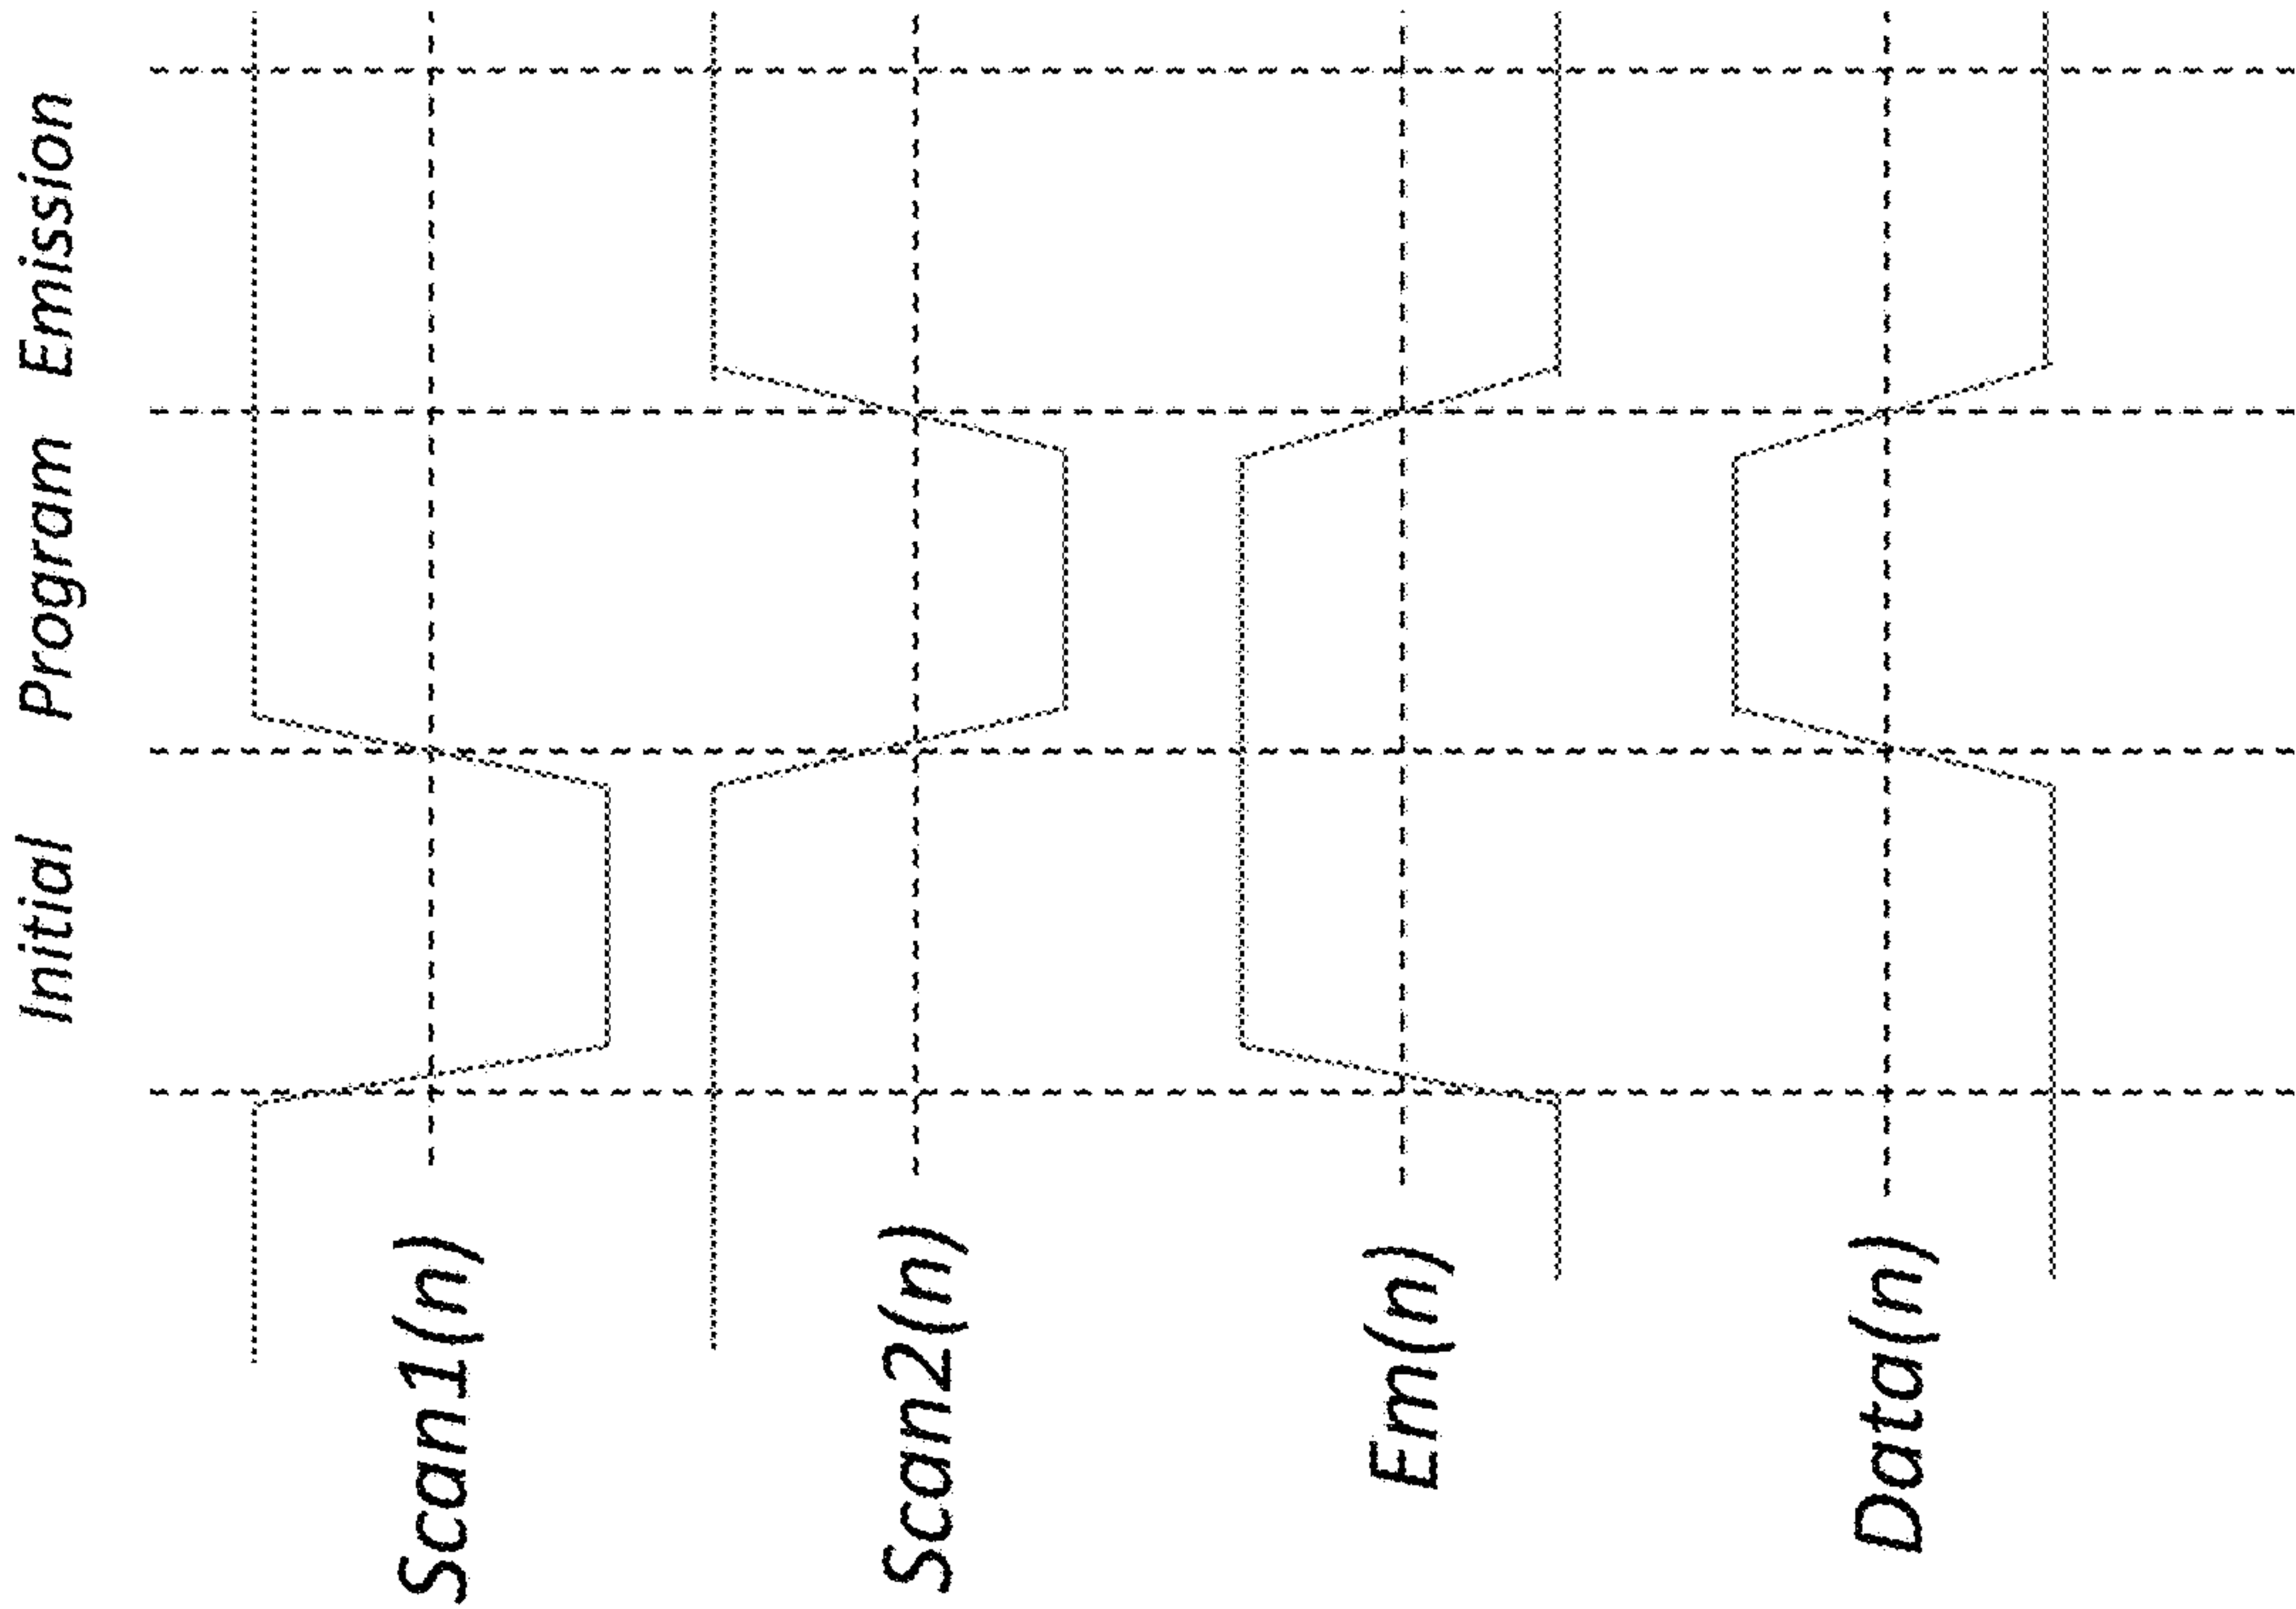 Initial Program Emission
Scan1(n)
Scan2(n)
Em(n)
Data(n)